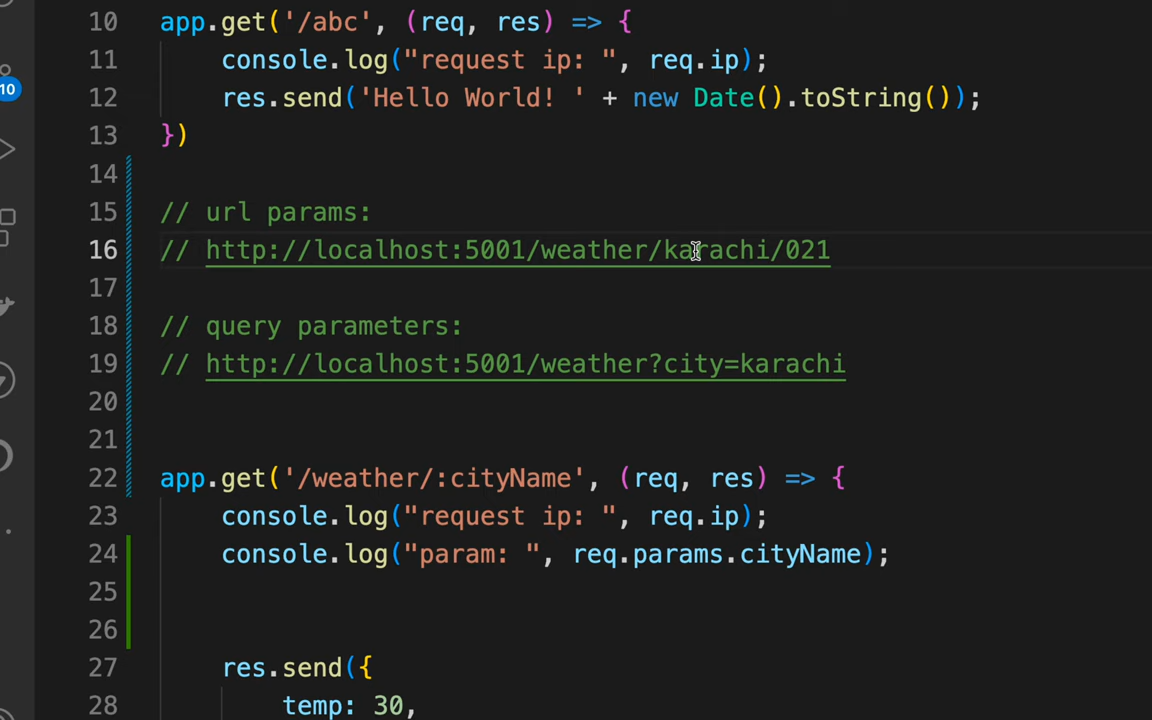 10 app.get('/abc', (req, res) => {
11 console.log("request ip: ", req.ip);
12 res.send('Hello World! ' + new Date().toString());
13 })
14
15 // url params:
16 // http://localhost:5001/weather/karachi/021
17
18 // query parameters:
19 // http://localhost:5001/weather?city=karachi
20
21
22 app.get('/weather/:cityName', (req, res) => {
23 console.log("request ip: ", req.ip);
24 console.log("param: ", req.params.cityName);
25
26
27 res.send({
28 temp: 30,
10